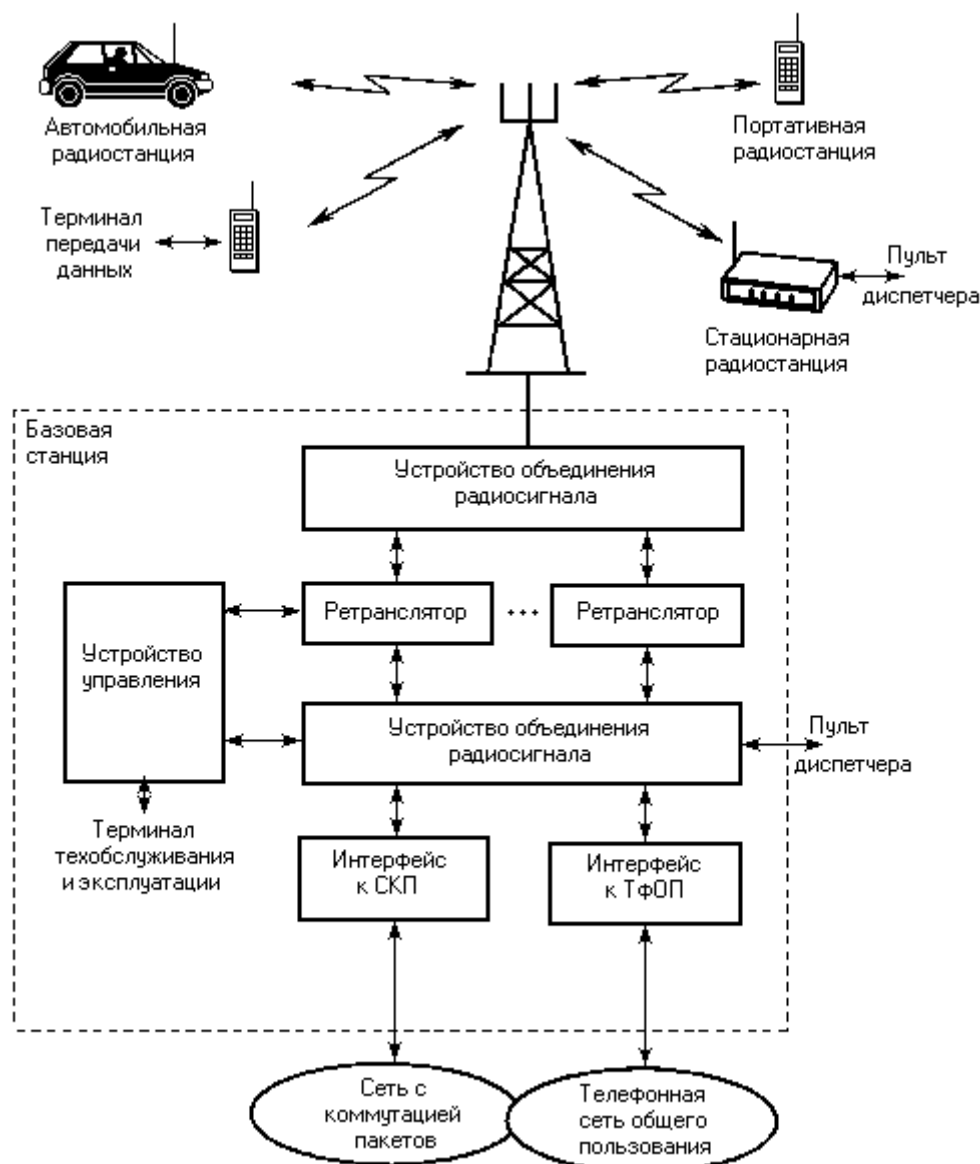 Автомобильная
радиостанция
Портативная
радиостанция
Терминал
передачи
данных
Пульт
диспетчера
Стационарная
радиостанция
Базовая
станция
Устройство объединения
радиосигнала
Ретранслятор
...
Ретранслятор
Устройство
управления
Устройство объединения
радиосигнала
Пульт
диспетчера
Терминал
техобслуживания
и эксплуатации
Интерфейс
к СКП
Интерфейс
к ТфОП
Сеть с
коммутацией
пакетов
Телефонная
сеть общего
пользования